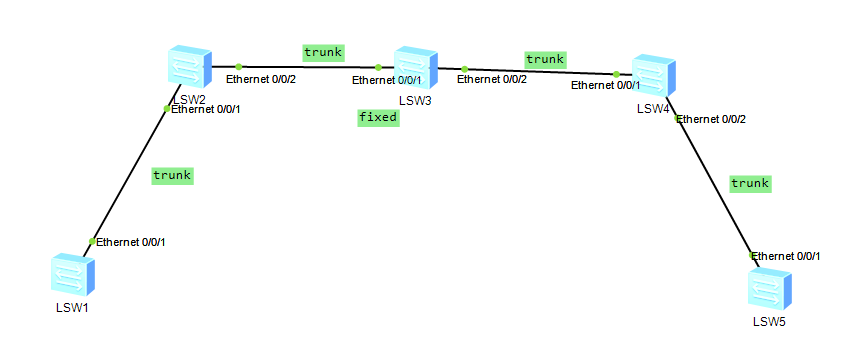 trunk
trunk
Ethernet 0/0/2
Ethernet 0/0/1
Ethernet 0/0/2
Ethernet 0/0/1
LSW2
LSW3
LSW4
Ethernet 0/0/1
fixed
Ethernet 0/0/2
trunk
trunk
Ethernet 0/0/1
Ethernet 0/0/1
LSW1
LSW5